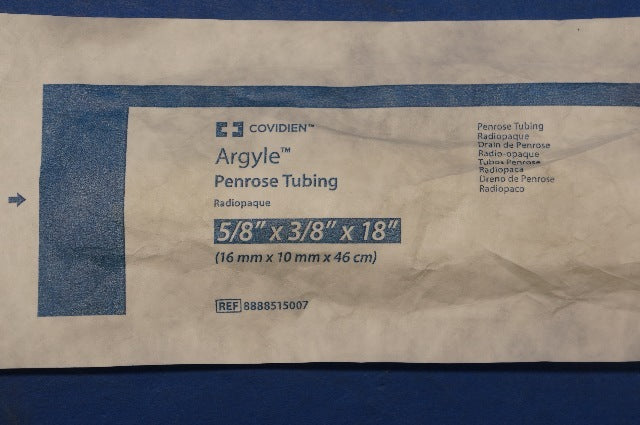 COVIDIEN™
Argyle™
Penrose Tubing
Radiopaque
5/8" x 3/8" x 18"
(16 mm x 10 mm x 46 cm)
REF 8888515007
Penrose Tubing
Radiopaque
Drain de Penrose
Radio-opaque
Tubos Penrose
Radiopaca
Dreno de Penrose
Radiopaco